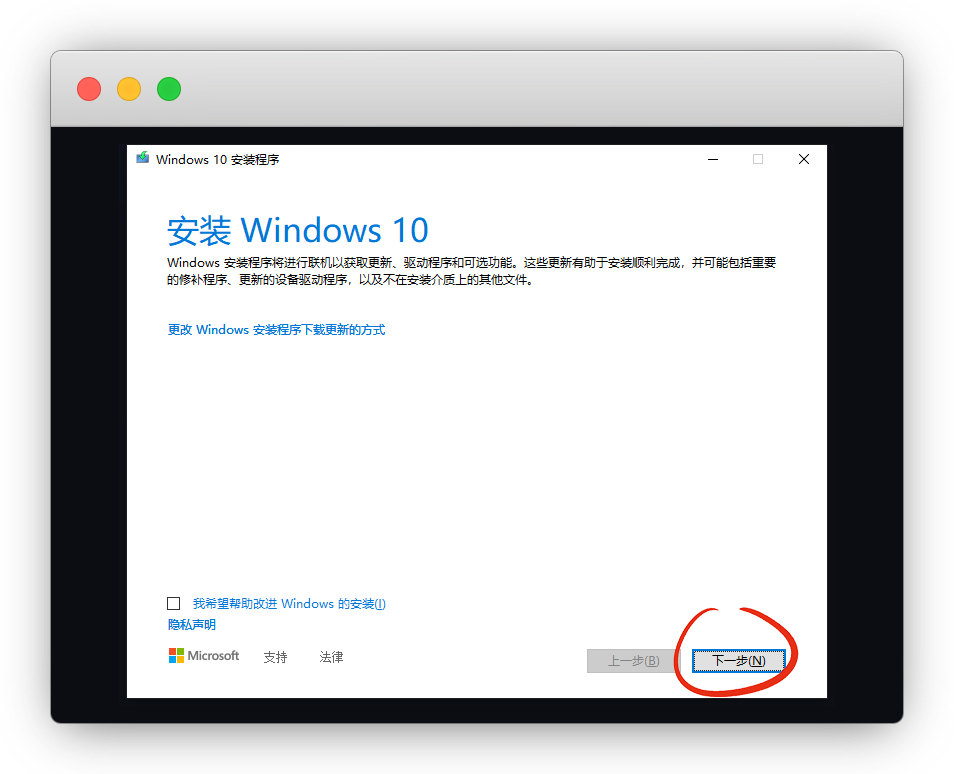 Windows 10 安装程序
安装 Windows 10
Windows 安装程序将进行联机以获取更新、驱动程序和可选功能。这些更新有助于安装顺利完成，并可能包括重要
的修补程序、更新的设备驱动程序，以及不在安装介质上的其他文件。
更改 Windows 安装程序下载更新的方式
我希望帮助改进 Windows 的安装(I)
隐私声明
Microsoft 支持 法律 上一步(B) 下一步(N)